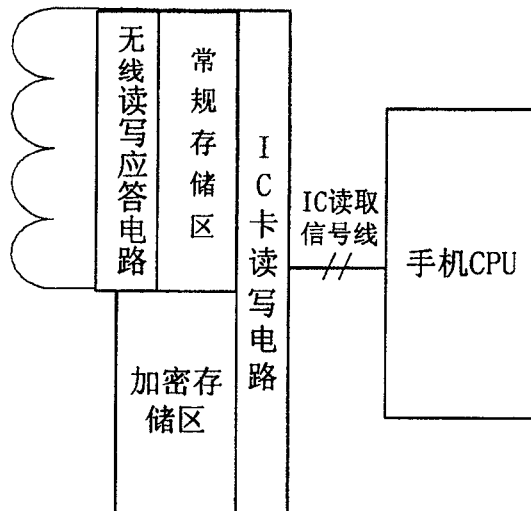 无线读写应答电路
常规存储区
IC卡读写电路
IC读取
信号线
手机CPU
加密存
储区